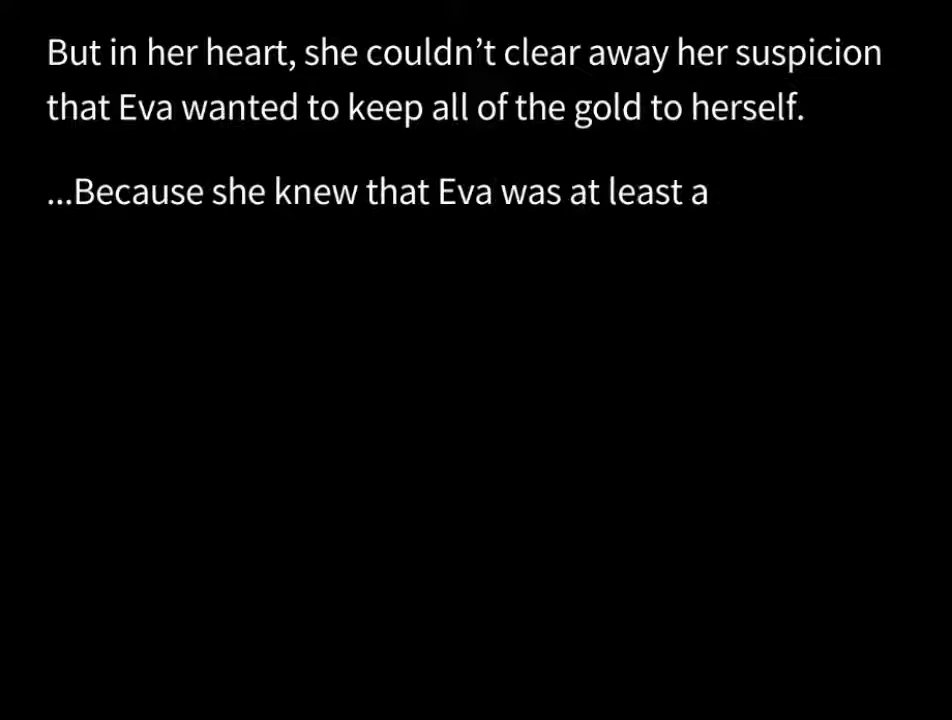 But in her heart, she couldn’t clear away her suspicion
that Eva wanted to keep all of the gold to herself.
...Because she knew that Eva was at least a